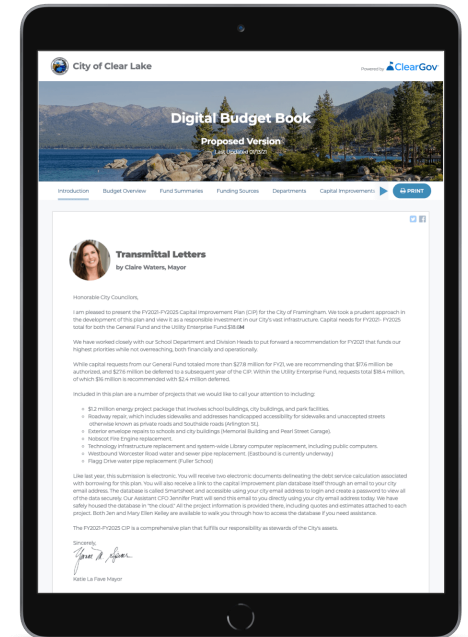 City of Clear Lake
Powered by ClearGov
Digital Budget Book
Proposed Version
Last Updated 01/13/21
Introduction Budget Overview Fund Summaries Funding Sources Departments Capital Improvements PRINT
Transmittal Letters
by Claire Waters, Mayor
Honorable City Councilors,
I am pleased to present the FY2021-FY2025 Capital Improvement Plan (CIP) for the City of Framingham. We took a prudent approach in
the development of this plan and view it as a responsible investment in our City's vast infrastructure. Capital needs for FY2021- FY2025
total for both the General Fund and the Utility Enterprise Fund.$18.6M
We have worked closely with our School Department and Division Heads to put forward a recommendation for FY2021 that funds our
highest priorities while not overreaching, both financially and operationally.
While capital requests from our General Fund totaled more than $27.8 million for FY21, we are recommending that $17.6 million be
authorized, and $27.6 million be deferred to a subsequent year of the CIP. Within the Utility Enterprise Fund, requests total $18.4 million,
of which $16 million is recommended with $2.4 million deferred.
Included in this plan are a number of projects that we would like to call your attention to including:
$1.2 million energy project package that involves school buildings, city buildings, and park facilities.
Roadway repair, which includes sidewalks and addresses handicapped accessibility for sidewalks and unaccepted streets
otherwise known as private roads and Southside roads (Arlington St).
Exterior envelope repairs to schools and city buildings (Memorial Building and Pearl Street Garage).
Nobscot Fire Engine replacement.
Technology infrastructure replacement and system-wide Library computer replacement, including public computers.
Westbound Worcester Road water and sewer pipe replacement. (Eastbound is currently underway.)
Flagg Drive water pipe replacement (Fuller School)
Like last year, this submission is electronic. You will receive two electronic documents delineating the debt service calculation associated
with borrowing for this plan. You will also receive a link to the capital improvement plan database itself through an email to your city
email address. The database is called Smartsheet and accessible using your city email address to login and create a password to view all
of the data securely. Our Assistant CFO Jennifer Pratt will send this email to you directly using your city email address today. We have
safely housed the database in "the cloud". All the project information is provided there, including quotes and estimates attached to each
project. Both Jen and Mary Ellen Kelley are available to walk you through how to access the database if you need assistance.
The FY2021-FY2025 CIP is a comprehensive plan that fulfills our responsibility as stewards of the City's assets.
Sincerely,
Katie La Fave Mayor